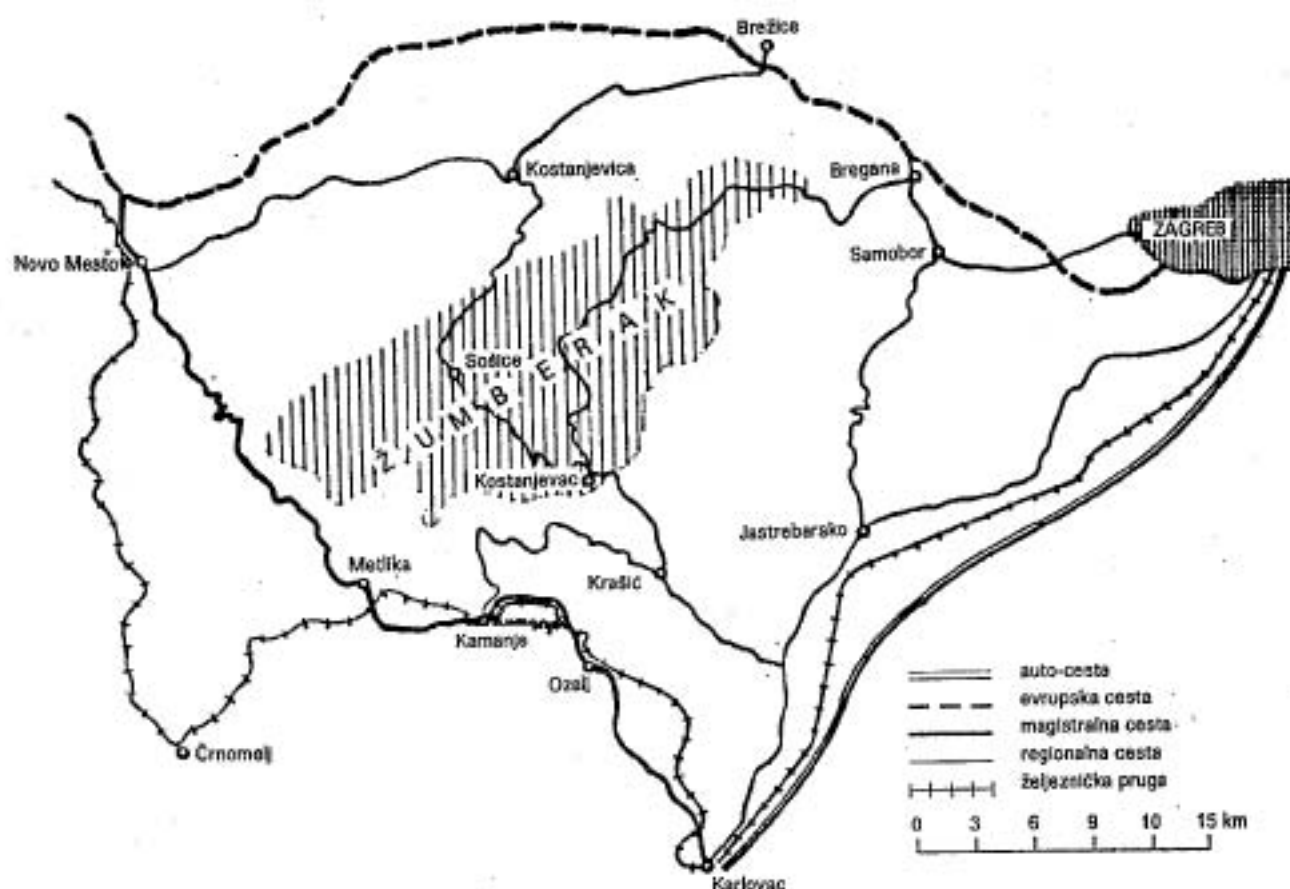 Brežice
Kostanjevica
Bregana
ZAGREB
Novo Mesto
Samobor
Sošice
ŽUMBERAK
Kostanjevac
Jastrebarsko
Metlika
Krašić
Kamanje
Ozalj
Črnomelj
Karlovac
auto-cesta
evrupska cesta
magistralna cesta
regionalna cesta
željeznička pruga
0 3 6 9 10 15 km